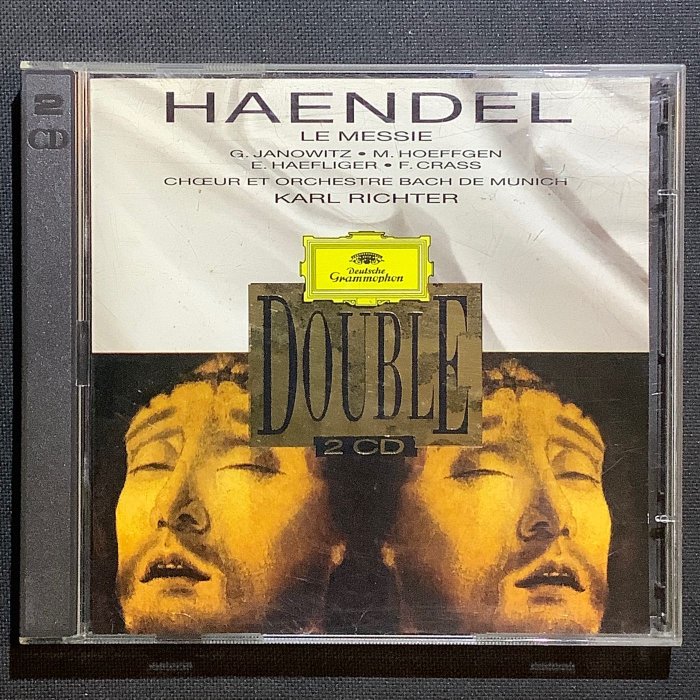 2
CD
HAENDEL
LE MESSIE
G. JANOWITZ • M. HOEFFGEN
E. HAEFLIGER • F. CRASS
CHŒUR ET ORCHESTRE BACH DE MUNICH
KARL RICHTER
Deutsche
Grammophon
DOUBLE
2 CD